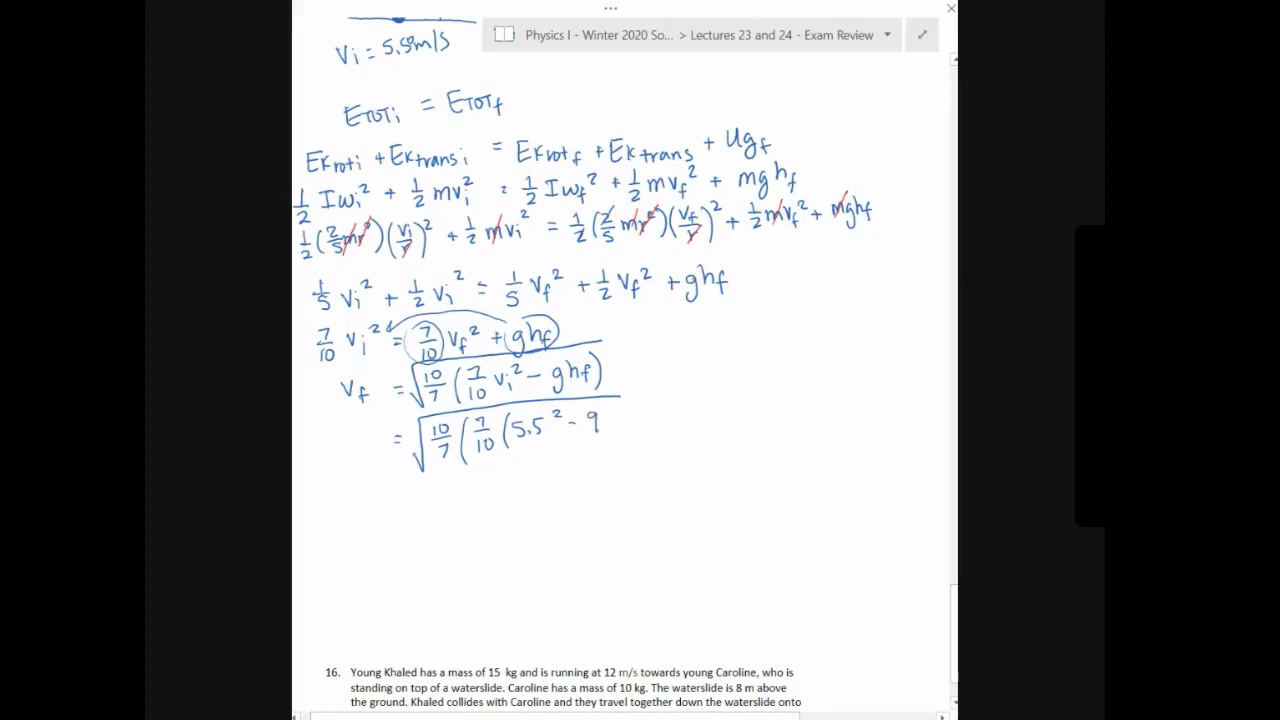 Vi = 5.5m/s
Physics I - Winter 2020 So... > Lectures 23 and 24 - Exam Review
ETOTi = ETOTf
EKroti + EKtransi = EKrotf + EKtrans + Ugf
1/2 Iωi² + 1/2 mvi² = 1/2 Iωf² + 1/2 mvf² + mghf
1/2 (2/5 mr²)(Vi/r)² + 1/2 mvi² = 1/2 (2/5 mr²)(Vf/r)² + 1/2 mvf² + mghf
1/5 Vi² + 1/2 Vi² = 1/5 Vf² + 1/2 Vf² + ghf
7/10 Vi² = 7/10 Vf² + ghf
Vf = √(10/7 (7/10 Vi² - ghf)
= √(10/7 (7/10 (5.5² - 9
16. Young Khaled has a mass of 15 kg and is running at 12 m/s towards young Caroline, who is
standing on top of a waterslide. Caroline has a mass of 10 kg. The waterslide is 8 m above
the ground. Khaled collides with Caroline and they travel together down the waterslide onto